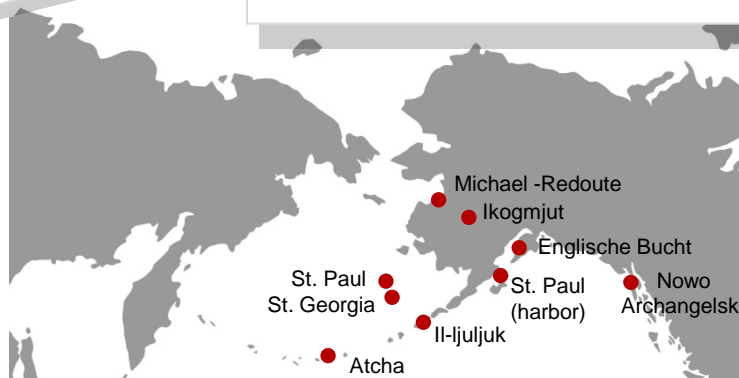 Michael -Redoute
Ikogmjut
Englische Bucht
St. Paul
St. Georgia
St. Paul
(harbor)
Nowo
Archangelsk
Il-ljuljuk
Atcha